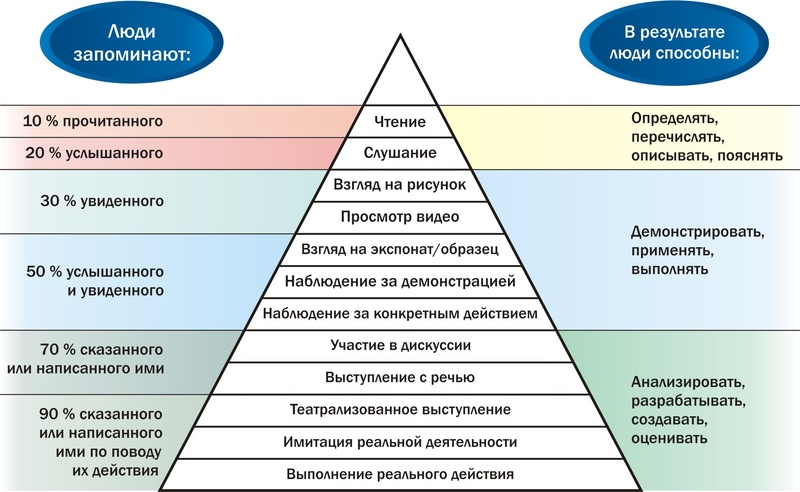 Люди
запоминают:
В результате
люди способны:
10 % прочитанного
20 % услышанного
30 % увиденного
50 % услышанного
и увиденного
70 % сказанного
или написанного ими
90 % сказанного
или написанного
ими по поводу
их действия
Чтение
Слушание
Взгляд на рисунок
Просмотр видео
Взгляд на экспонат/образец
Наблюдение за демонстрацией
Наблюдение за конкретным действием
Участие в дискуссии
Выступление с речью
Театрализованное выступление
Имитация реальной деятельности
Выполнение реального действия
Определять,
перечислять,
описывать, пояснять
Демонстрировать,
применять,
выполнять
Анализировать,
разрабатывать,
создавать,
оценивать